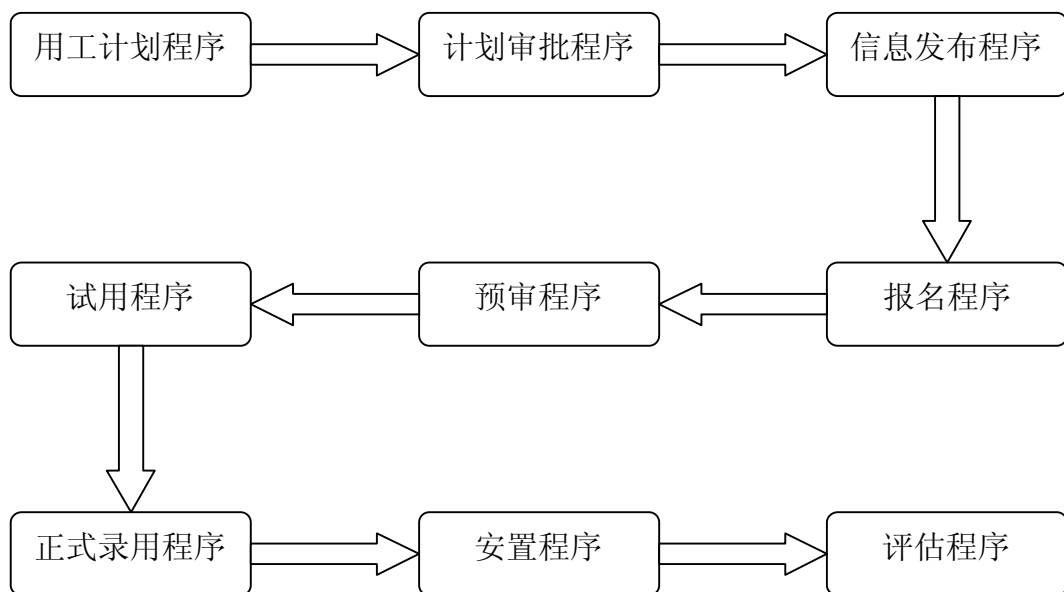 用工计划程序
计划审批程序
信息发布程序
报名程序
预审程序
试用程序
正式录用程序
安置程序
评估程序